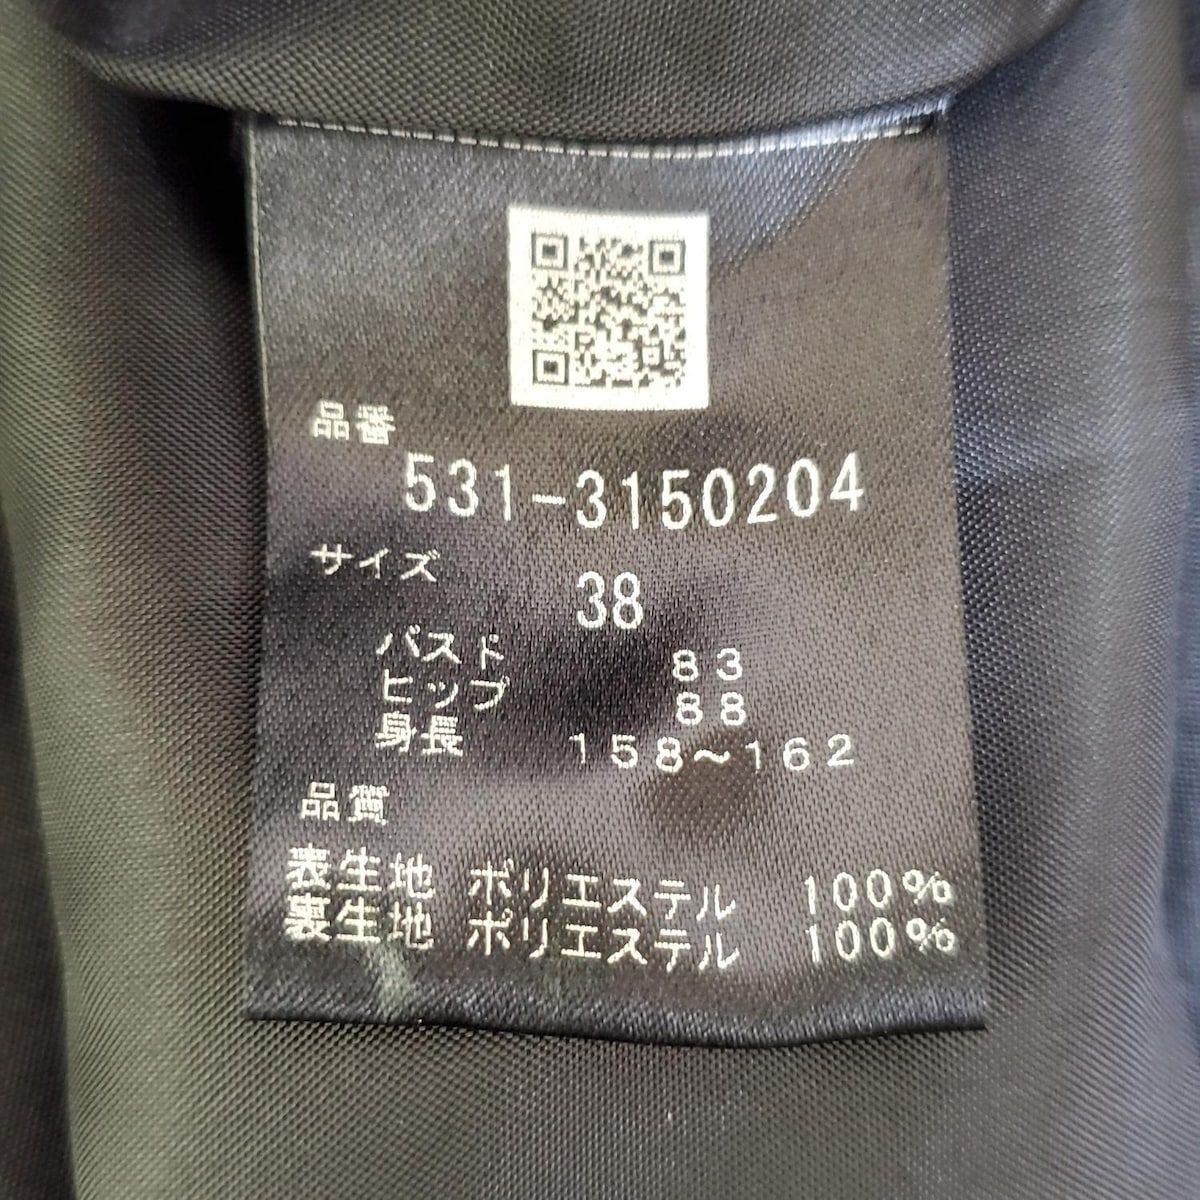 品番
531-3150204
サイズ 38
バスト 83
ヒップ 88
身長 158～162
品質
表生地 ポリエステル 100%
裏生地 ポリエステル 100%